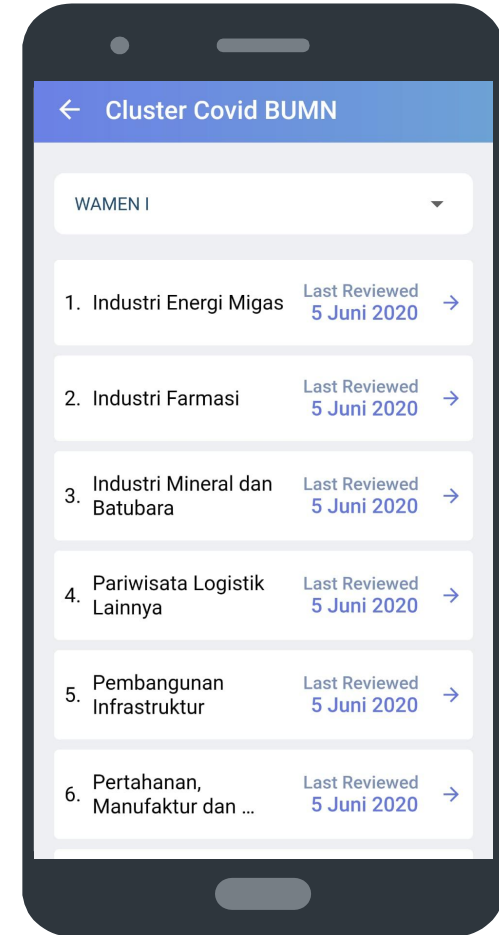 Cluster Covid BUMN
WAMEN I
1. Industri Energi Migas
Last Reviewed
5 Juni 2020
2. Industri Farmasi
Last Reviewed
5 Juni 2020
3. Industri Mineral dan
Batubara
Last Reviewed
5 Juni 2020
4. Pariwisata Logistik
Lainnya
Last Reviewed
5 Juni 2020
5. Pembangunan
Infrastruktur
Last Reviewed
5 Juni 2020
6. Pertahanan,
Manufaktur dan ...
Last Reviewed
5 Juni 2020